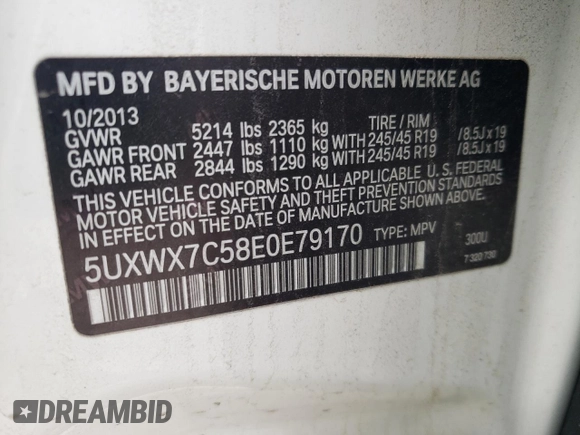 MFD BY BAYERISCHE MOTOREN WERKE AG
10/2013 TIRE / RIM
GVWR 5214 lbs 2365 kg
GAWR FRONT 2447 lbs 1110 kg WITH 245/45 R19 /8.5J x 19
GAWR REAR 2844 lbs 1290 kg WITH 245/45 R19 /8.5J x 19
THIS VEHICLE CONFORMS TO ALL APPLICABLE U. S. FEDERAL
MOTOR VEHICLE SAFETY AND THEFT PREVENTION STANDARDS
IN EFFECT ON THE DATE OF MANUFACTURE SHOWN ABOVE.
5UXWX7C58E0E79170 TYPE: MPV 300U
7 320 730
DREAMBID